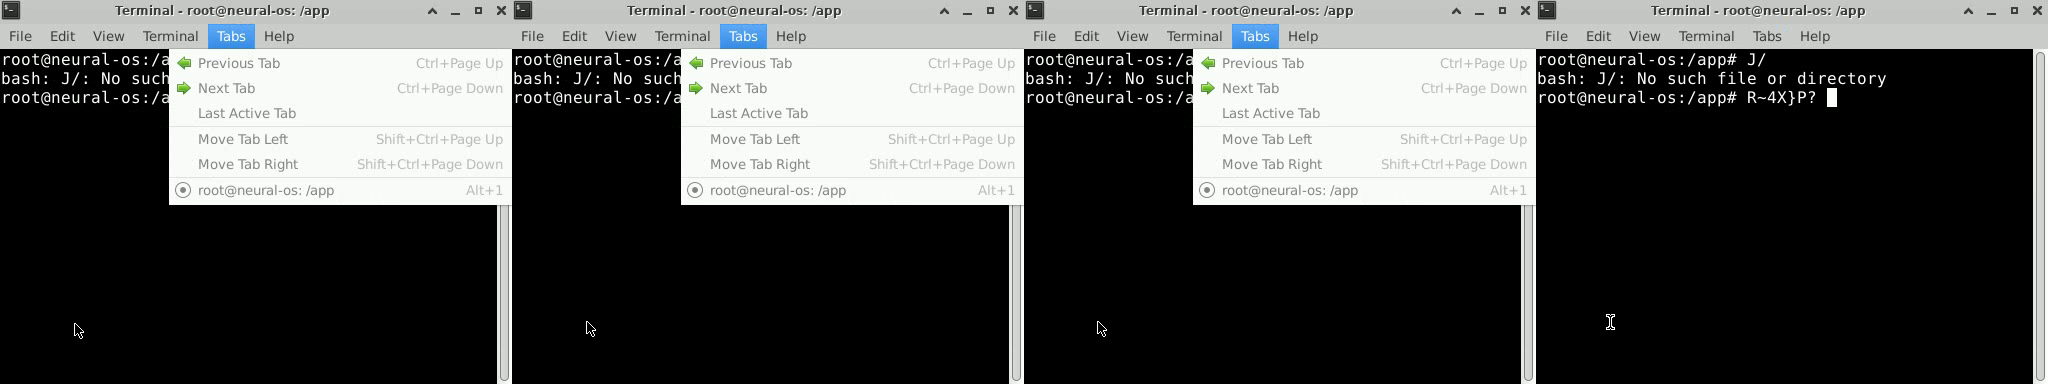 Terminal - root@neural-os: /app
File Edit View Terminal Tabs Help
root@neural-os:/a
bash: J/: No such
root@neural-os:/a
Previous Tab Ctrl+Page Up
Next Tab Ctrl+Page Down
Last Active Tab
Move Tab Left Shift+Ctrl+Page Up
Move Tab Right Shift+Ctrl+Page Down
root@neural-os: /app Alt+1
Terminal - root@neural-os: /app
File Edit View Terminal Tabs Help
root@neural-os:/a
bash: J/: No such
root@neural-os:/a
Previous Tab Ctrl+Page Up
Next Tab Ctrl+Page Down
Last Active Tab
Move Tab Left Shift+Ctrl+Page Up
Move Tab Right Shift+Ctrl+Page Down
root@neural-os: /app Alt+1
Terminal - root@neural-os: /app
File Edit View Terminal Tabs Help
root@neural-os:/a
bash: J/: No such
root@neural-os:/a
Previous Tab Ctrl+Page Up
Next Tab Ctrl+Page Down
Last Active Tab
Move Tab Left Shift+Ctrl+Page Up
Move Tab Right Shift+Ctrl+Page Down
root@neural-os: /app Alt+1
Terminal - root@neural-os: /app
File Edit View Terminal Tabs Help
root@neural-os:/app# J/
bash: J/: No such file or directory
root@neural-os:/app# R~4X}P?